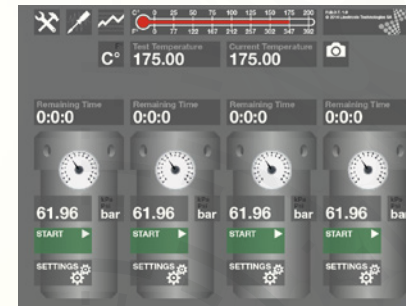 C° 0 25 50 75 100 125 150 175 200
F° 77 122 167 212 257 302 347 392
C° Test Temperature Current Temperature
175.00 175.00
Remaining Time Remaining Time Remaining Time Remaining Time
0:0:0 0:0:0 0:0:0 0:0:0
61.96 bar 61.96 bar 61.96 bar 61.96 bar
START START START START
SETTINGS SETTINGS SETTINGS SETTINGS